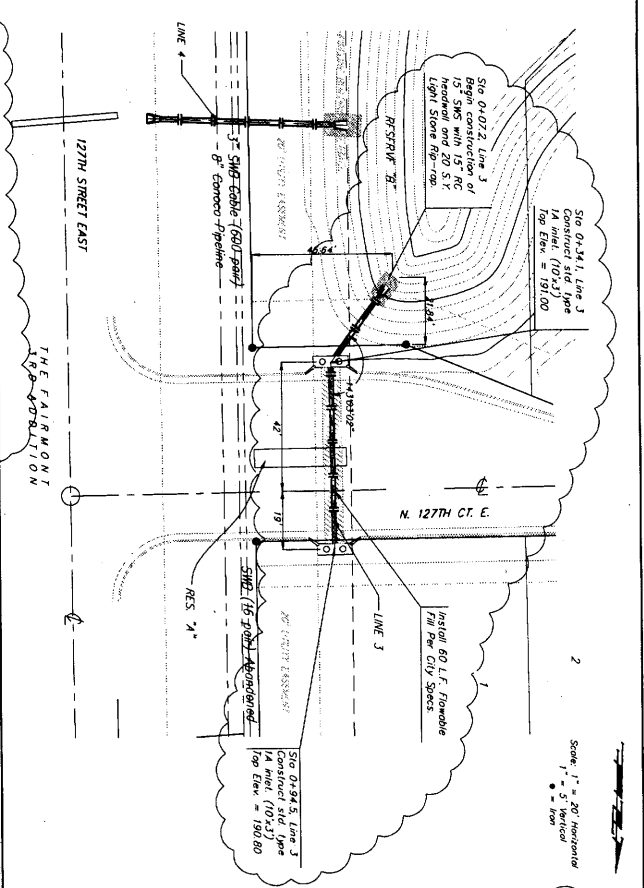 Sta 0+07.2, Line 3
Begin construction of
15" SWS with 15" RC
headwall and 20 S.Y.
Light Stone Rip-rap.
Sta 0+34.1, Line 3
Construct std. type
1A inlet. (10'x3')
Top Elev. = 191.00
LINE 4
RESERVE "B"
20' UTILITY EASEMENT
3" SWB Cable (600 pair)
8" Conoco Pipeline
127TH STREET EAST
THE FAIRMONT
3RD ADDITION
46.64'
21.84'
42'
19'
N. 127TH CT. E.
LINE 3
RES. "A"
SWB (16 pair) Abandoned
20' UTILITY EASEMENT
Install 60 L.F. Flowable
Fill Per City Specs.
1
2
Sta 0+94.5, Line 3
Construct std. type
1A inlet. (10'x3')
Top Elev. = 190.80
Scale: 1" = 20' Horizontal
1" = 5' Vertical
● = Iron